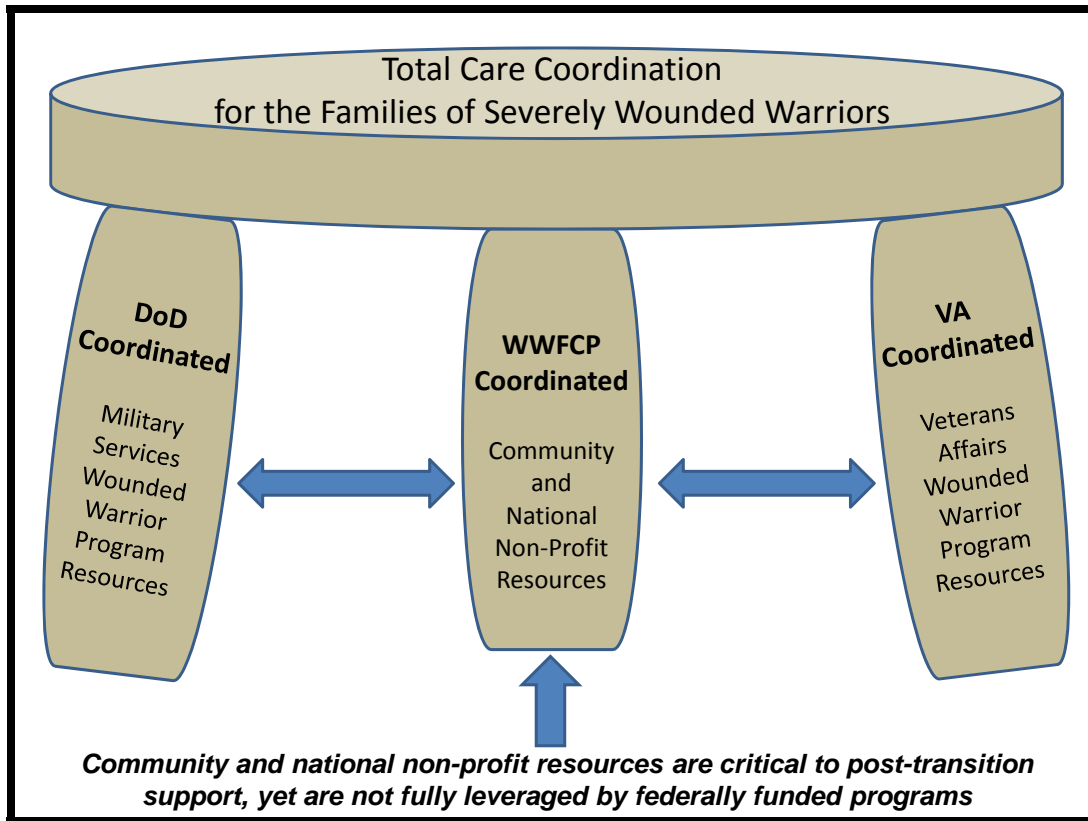 Total Care Coordination
for the Families of Severely Wounded Warriors
DoD
Coordinated
Military
Services
Wounded
Warrior
Program
Resources
WWFCP
Coordinated
Community
and
National
Non-Profit
Resources
VA
Coordinated
Veterans
Affairs
Wounded
Warrior
Program
Resources
Community and national non-profit resources are critical to post-transition
support, yet are not fully leveraged by federally funded programs